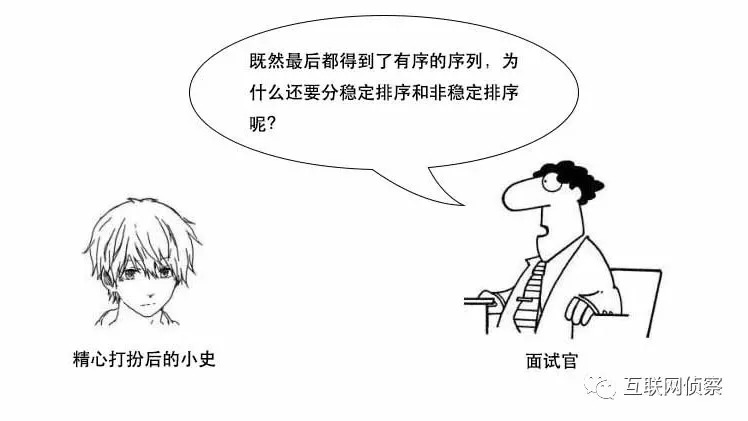 既然最后都得到了有序的序列，为
什么还要分稳定排序和非稳定排序
呢？
精心打扮后的小史
面试官
互联网侦察